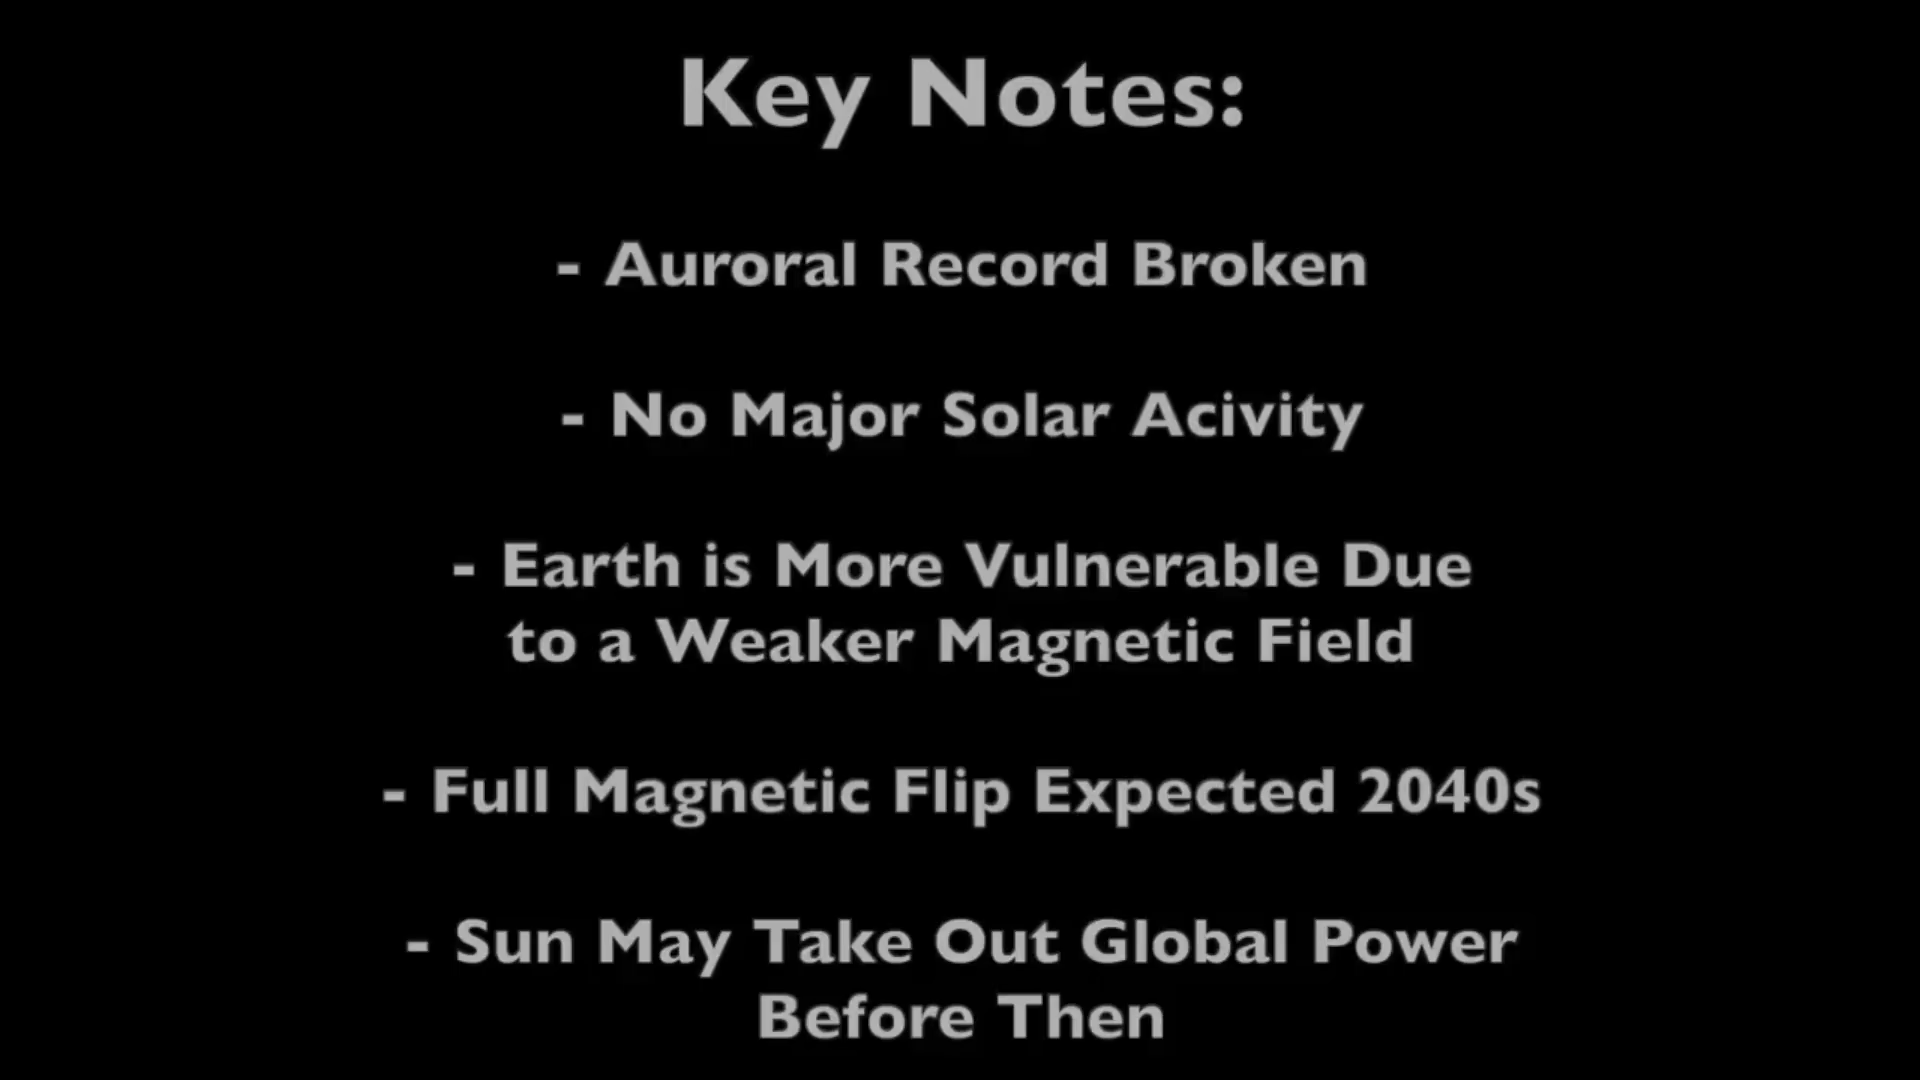 Key Notes:
- Auroral Record Broken
- No Major Solar Acivity
- Earth is More Vulnerable Due
to a Weaker Magnetic Field
- Full Magnetic Flip Expected 2040s
- Sun May Take Out Global Power
Before Then